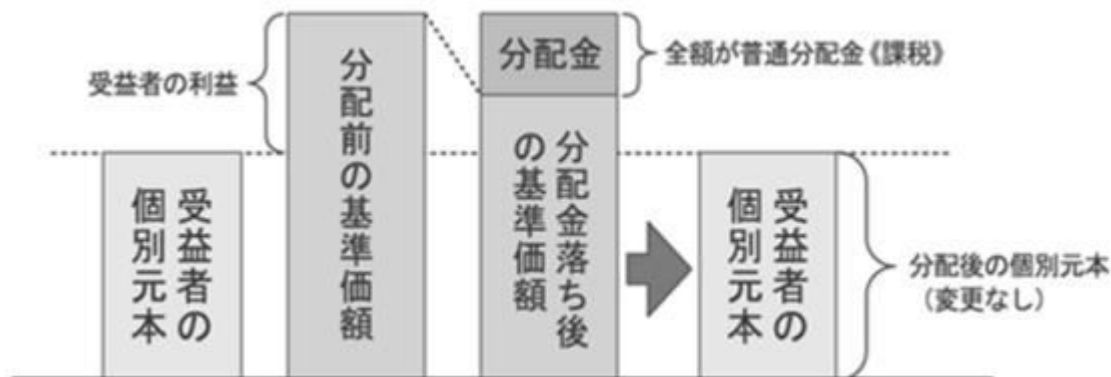 受益者の利益
受益者の
個別元本
分配前の基準価額
分配金
全額が普通分配金《課税》
分配金落ち後
の基準価額
受益者の
個別元本
分配後の個別元本
（変更なし）